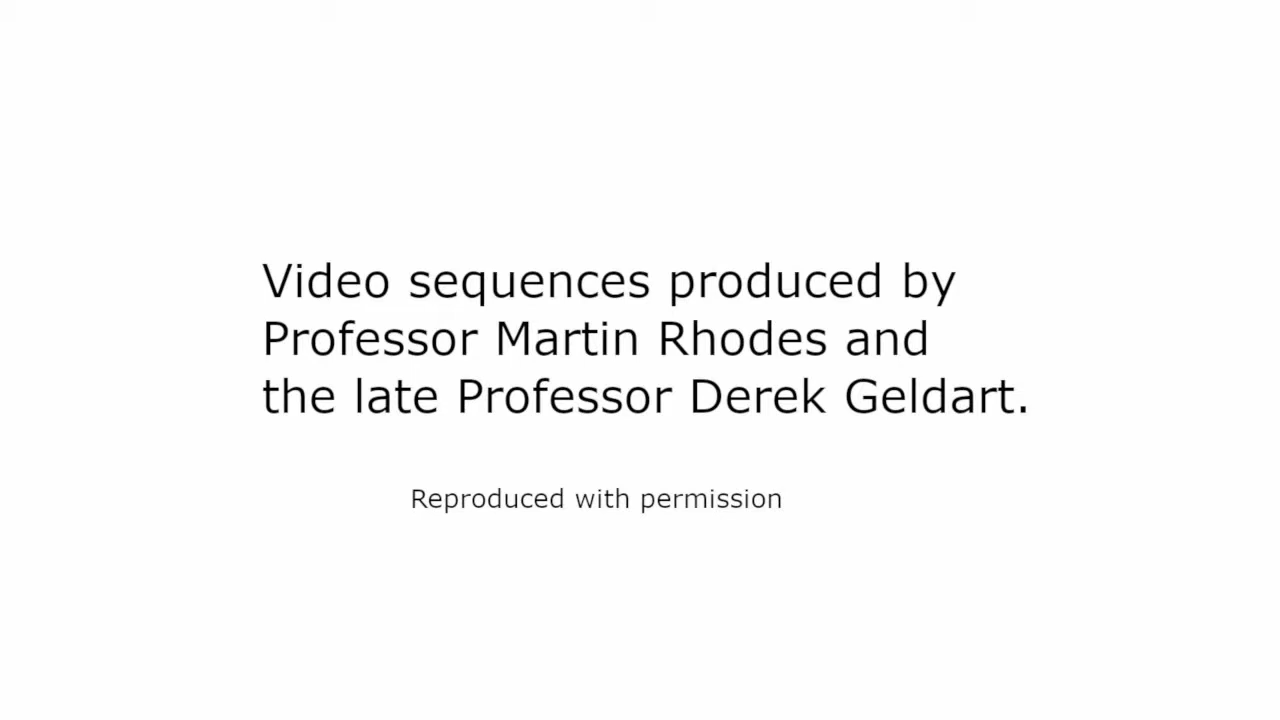 Video sequences produced by
Professor Martin Rhodes and
the late Professor Derek Geldart.
Reproduced with permission